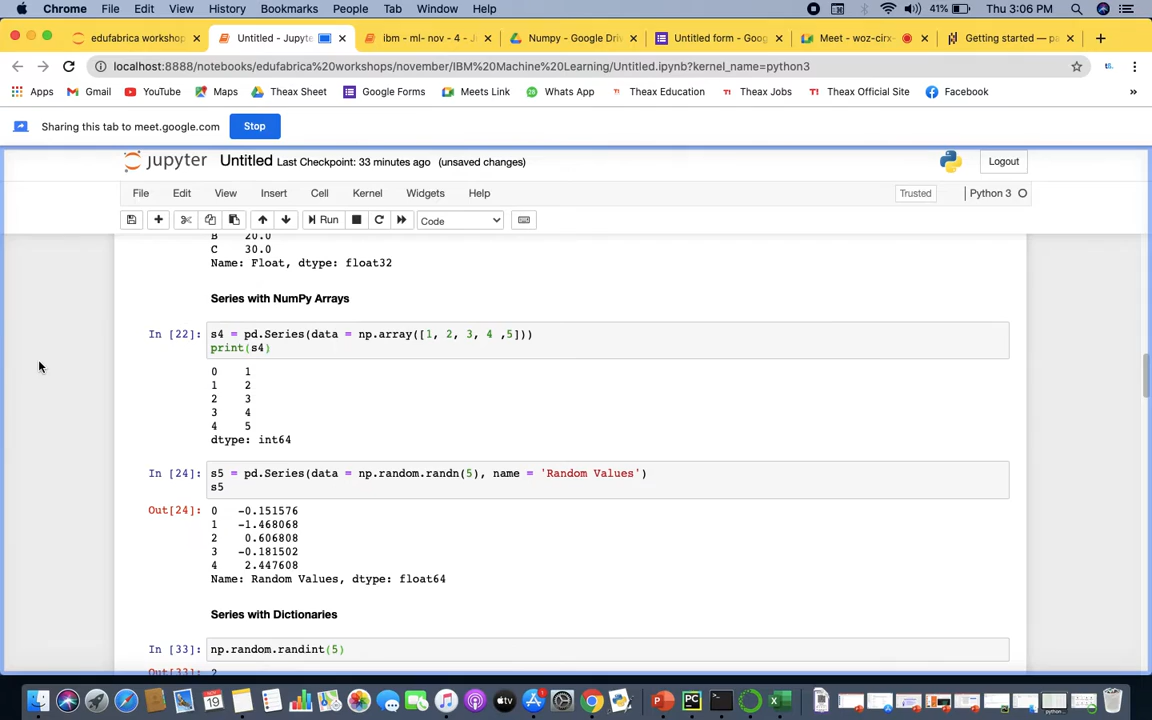 Chrome File Edit View History Bookmarks People Tab Window Help 41% Thu 3:06 PM
edufabrica workshop Untitled - Jupyte ibm - ml- nov - 4 - J Numpy - Google Dri Untitled form - Goog Meet - woz-cirx- Getting started — pa
localhost:8888/notebooks/edufabrica%20workshops/november/IBM%20Machine%20Learning/Untitled.ipynb?kernel_name=python3
Apps Gmail YouTube Maps Theax Sheet Google Forms Meets Link Whats App Theax Education Theax Jobs Theax Official Site Facebook »
Sharing this tab to meet.google.com Stop
jupyter Untitled Last Checkpoint: 33 minutes ago (unsaved changes) Logout
File Edit View Insert Cell Kernel Widgets Help Trusted Python 3
Run Code
B 20.0
C 30.0
Name: Float, dtype: float32
Series with NumPy Arrays
In [22]: s4 = pd.Series(data = np.array([1, 2, 3, 4 ,5]))
print(s4)
0 1
1 2
2 3
3 4
4 5
dtype: int64
In [24]: s5 = pd.Series(data = np.random.randn(5), name = 'Random Values')
s5
Out[24]: 0 -0.151576
1 -1.468068
2 0.606808
3 -0.181502
4 2.447608
Name: Random Values, dtype: float64
Series with Dictionaries
In [33]: np.random.randint(5)
Out[33]: 2